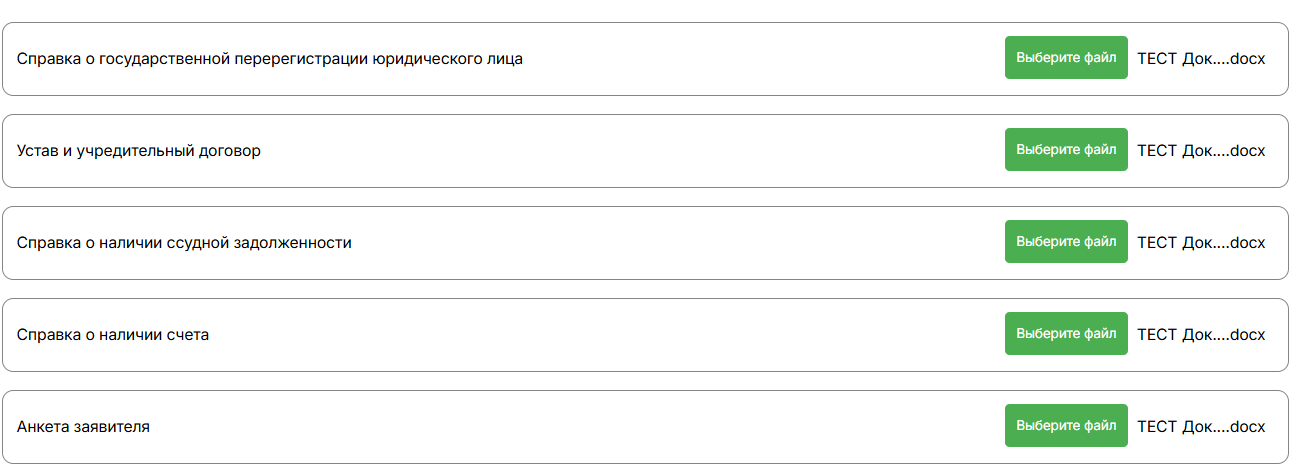 Справка о государственной перерегистрации юридического лица Выберите файл ТЕСТ Док....docx
Устав и учредительный договор Выберите файл ТЕСТ Док....docx
Справка о наличии ссудной задолженности Выберите файл ТЕСТ Док....docx
Справка о наличии счета Выберите файл ТЕСТ Док....docx
Анкета заявителя Выберите файл ТЕСТ Док....docx